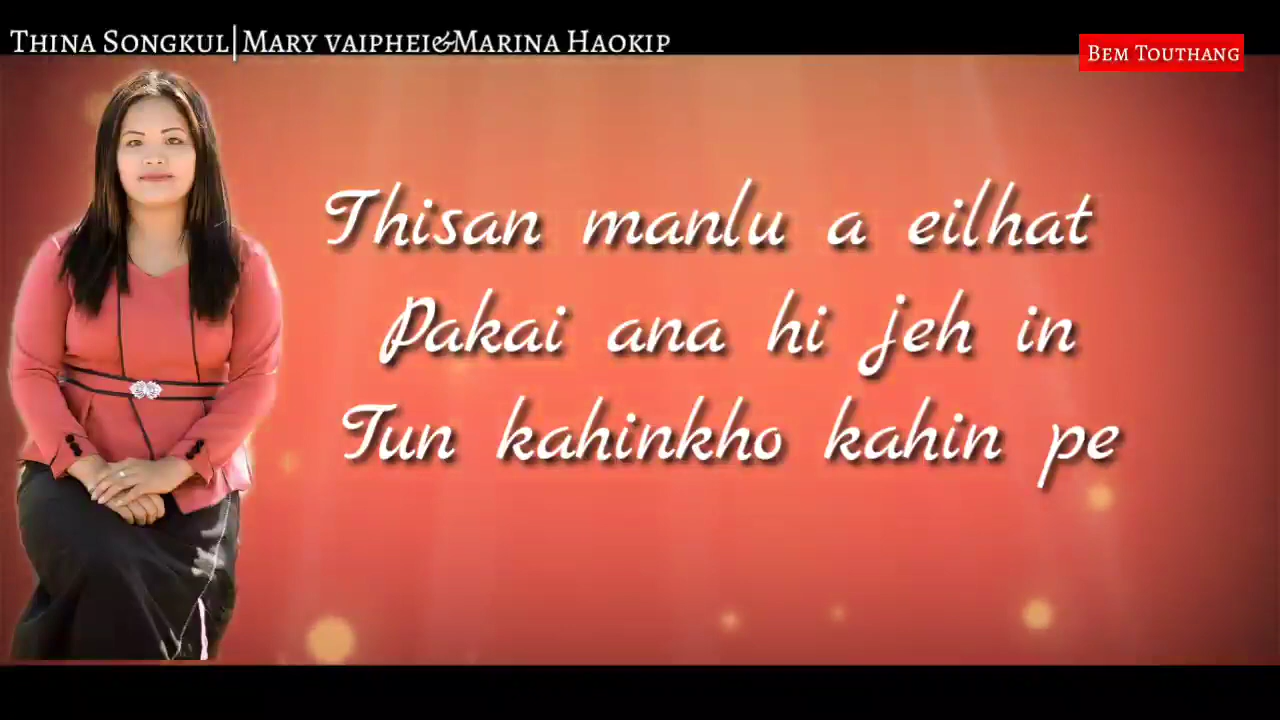 Thina Songkul|Mary vaiphei&Marina Haokip
Bem Touthang
Thisan manlu a eilhat
Pakai ana hi jeh in
Tun kahinkho kahin pe